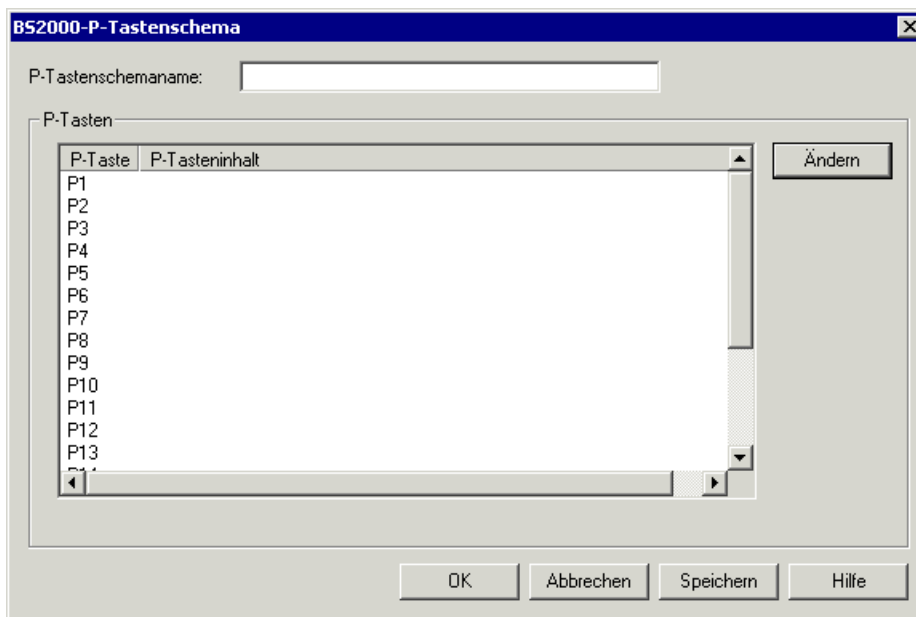 BS2000-P-Tastenschema
P-Tastenschemaname:
P-Tasten
P-Taste P-Tasteninhalt
Ändern
P1
P2
P3
P4
P5
P6
P7
P8
P9
P10
P11
P12
P13
OK Abbrechen Speichern Hilfe